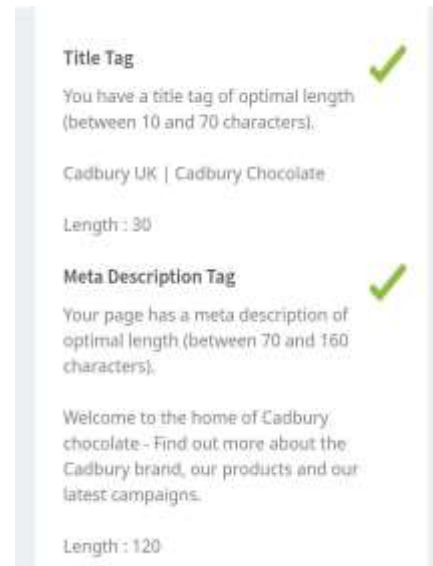 Title Tag
You have a title tag of optimal length
(between 10 and 70 characters).
Cadbury UK | Cadbury Chocolate
Length : 30
Meta Description Tag
Your page has a meta description of
optimal length (between 70 and 160
characters).
Welcome to the home of Cadbury
chocolate - Find out more about the
Cadbury brand, our products and our
latest campaigns.
Length : 120